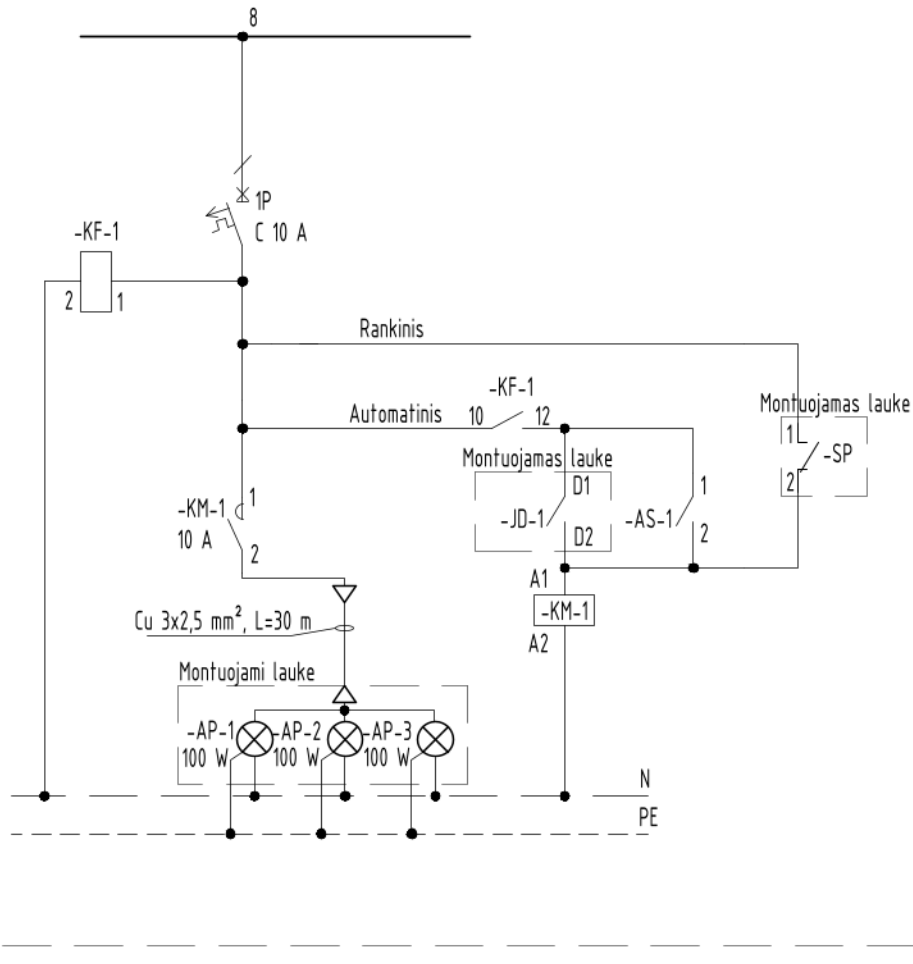 8
1P
C 10 A
-KF-1
2
1
Rankinis
-KF-1
Automatinis
10
12
Montuojamas lauke
1
-SP
2
Montuojamas lauke
D1
-JD-1
D2
1
-AS-1
2
1
-KM-1
10 A
2
A1
-KM-1
A2
Cu 3x2,5 mm², L=30 m
Montuojami lauke
-AP-1
100 W
-AP-2
100 W
-AP-3
100 W
N
PE